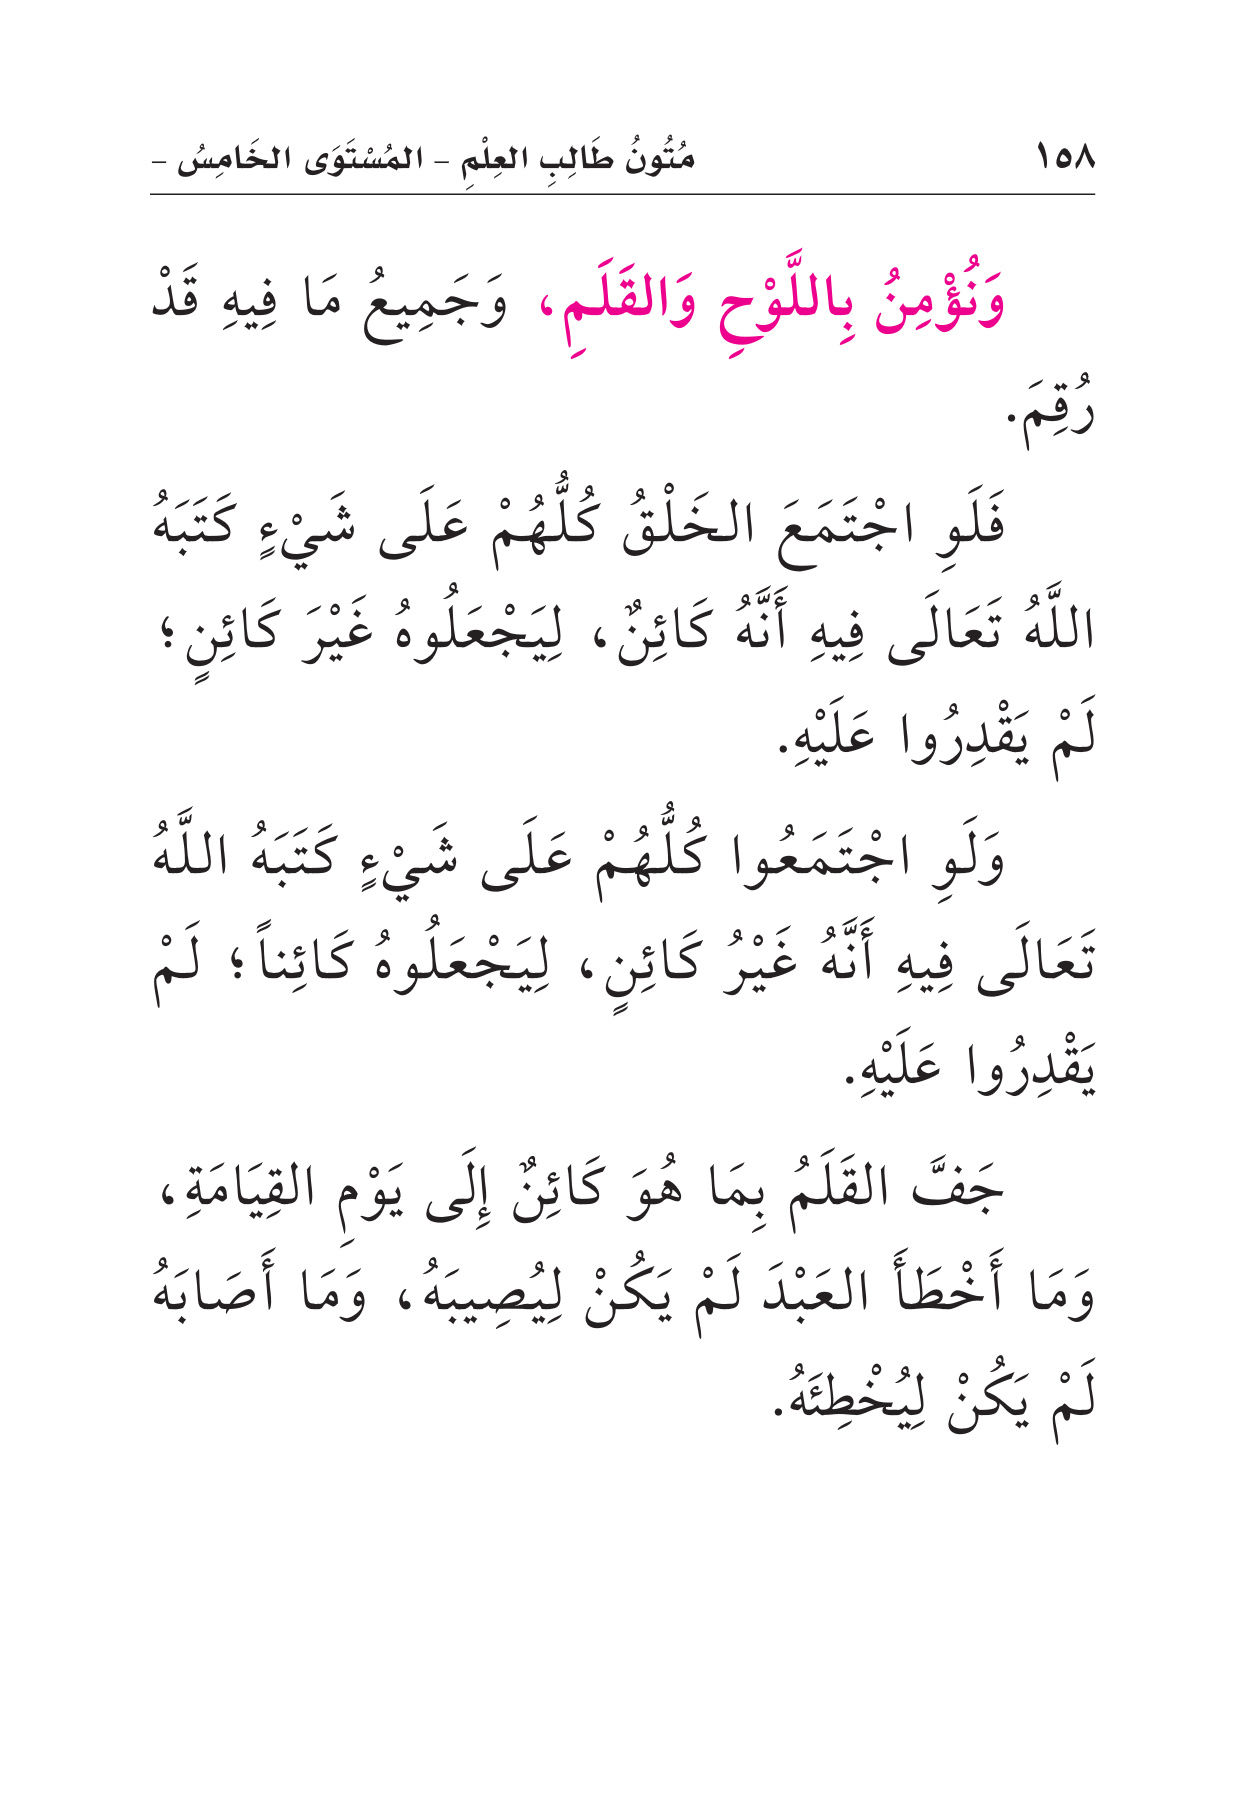 ١٥٨ مُتُونُ طَالِبِ العِلْمِ – المُسْتَوَى الخَامِسُ –
وَنُؤْمِنُ بِاللَّوْحِ وَالقَلَمِ، وَجَمِيعُ مَا فِيهِ قَدْ
رُقِمَ.
فَلَوِ اجْتَمَعَ الخَلْقُ كُلُّهُمْ عَلَى شَيْءٍ كَتَبَهُ
اللَّهُ تَعَالَى فِيهِ أَنَّهُ كَائِنٌ، لِيَجْعَلُوهُ غَيْرَ كَائِنٍ؛
لَمْ يَقْدِرُوا عَلَيْهِ.
وَلَوِ اجْتَمَعُوا كُلُّهُمْ عَلَى شَيْءٍ كَتَبَهُ اللَّهُ
تَعَالَى فِيهِ أَنَّهُ غَيْرُ كَائِنٍ، لِيَجْعَلُوهُ كَائِناً؛ لَمْ
يَقْدِرُوا عَلَيْهِ.
جَفَّ القَلَمُ بِمَا هُوَ كَائِنٌ إِلَى يَوْمِ القِيَامَةِ،
وَمَا أَخْطَأَ العَبْدَ لَمْ يَكُنْ لِيُصِيبَهُ، وَمَا أَصَابَهُ
لَمْ يَكُنْ لِيُخْطِئَهُ.